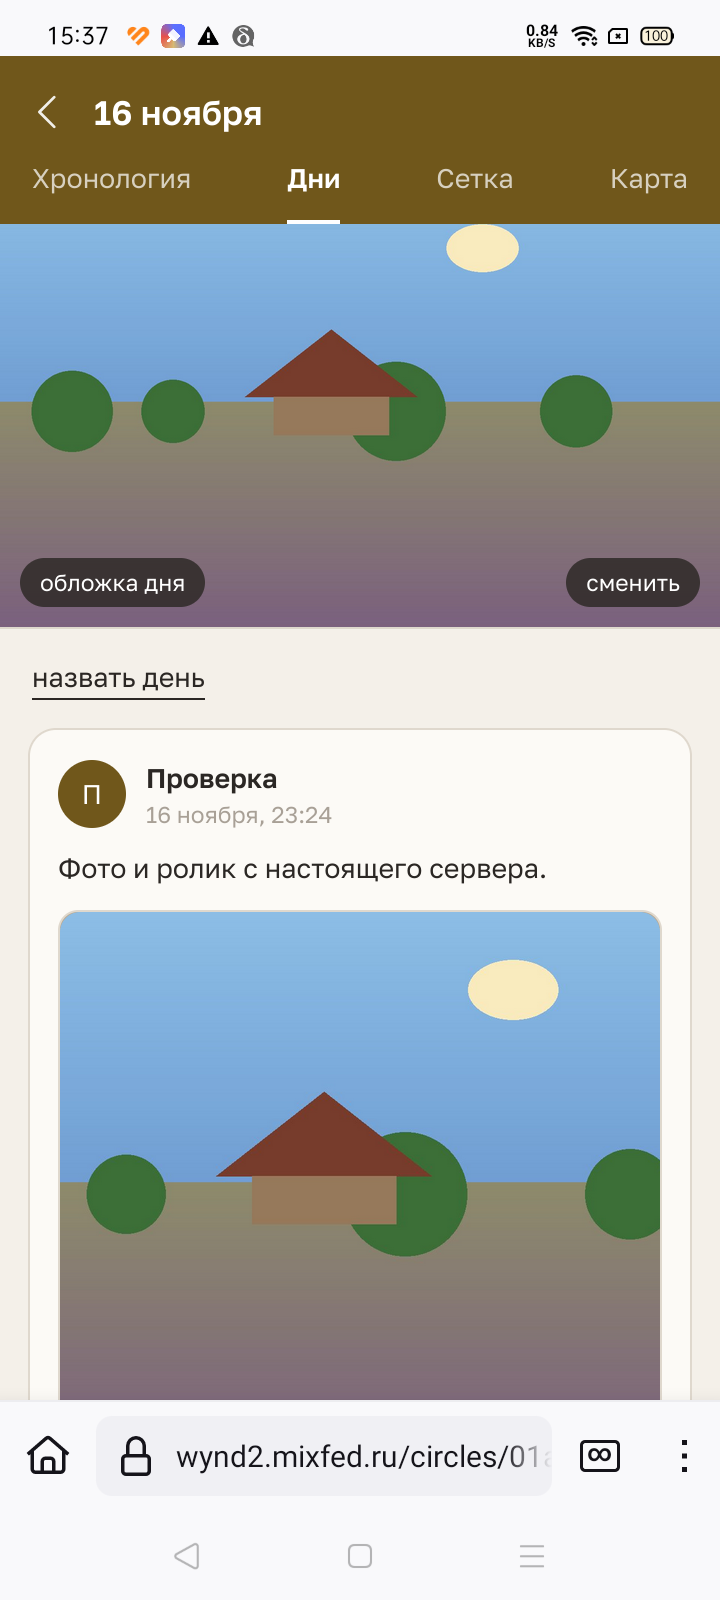 15:37
0.84
KB/S
100
16 ноября
Хронология
Дни
Сетка
Карта
обложка дня
сменить
назвать день
П
Проверка
16 ноября, 23:24
Фото и ролик с настоящего сервера.
wynd2.mixfed.ru/circles/01